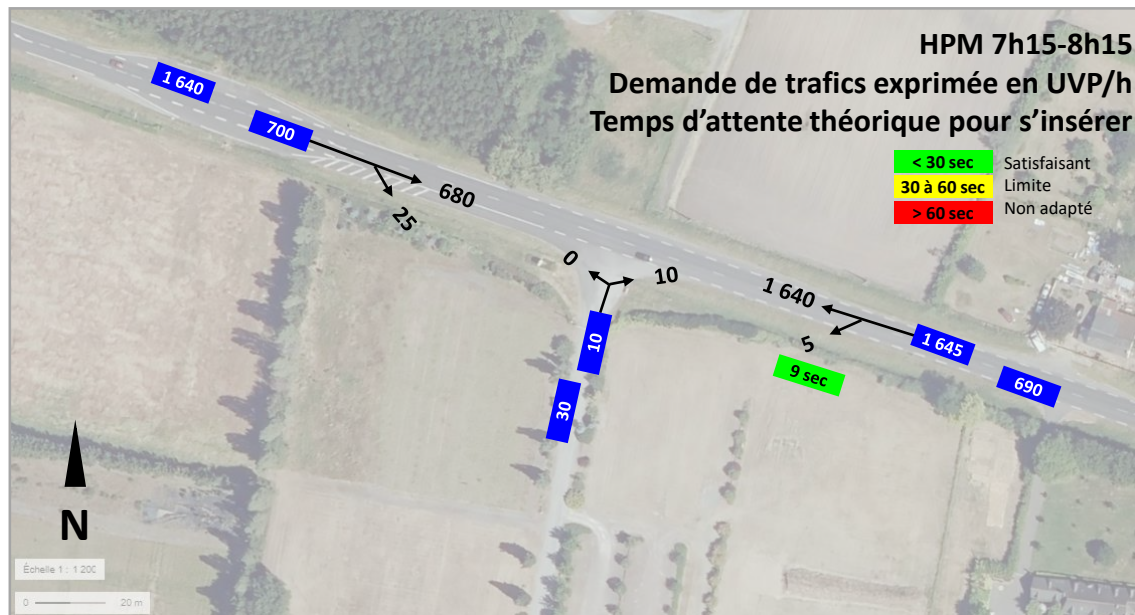 HPM 7h15-8h15
Demande de trafics exprimée en UVP/h
Temps d'attente théorique pour s'insérer
< 30 sec Satisfaisant
30 à 60 sec Limite
> 60 sec Non adapté
1 640
700
680
25
0
10
1 640
5
1 645
690
9 sec
10
30
N
Échelle 1 : 1 200
0 20 m